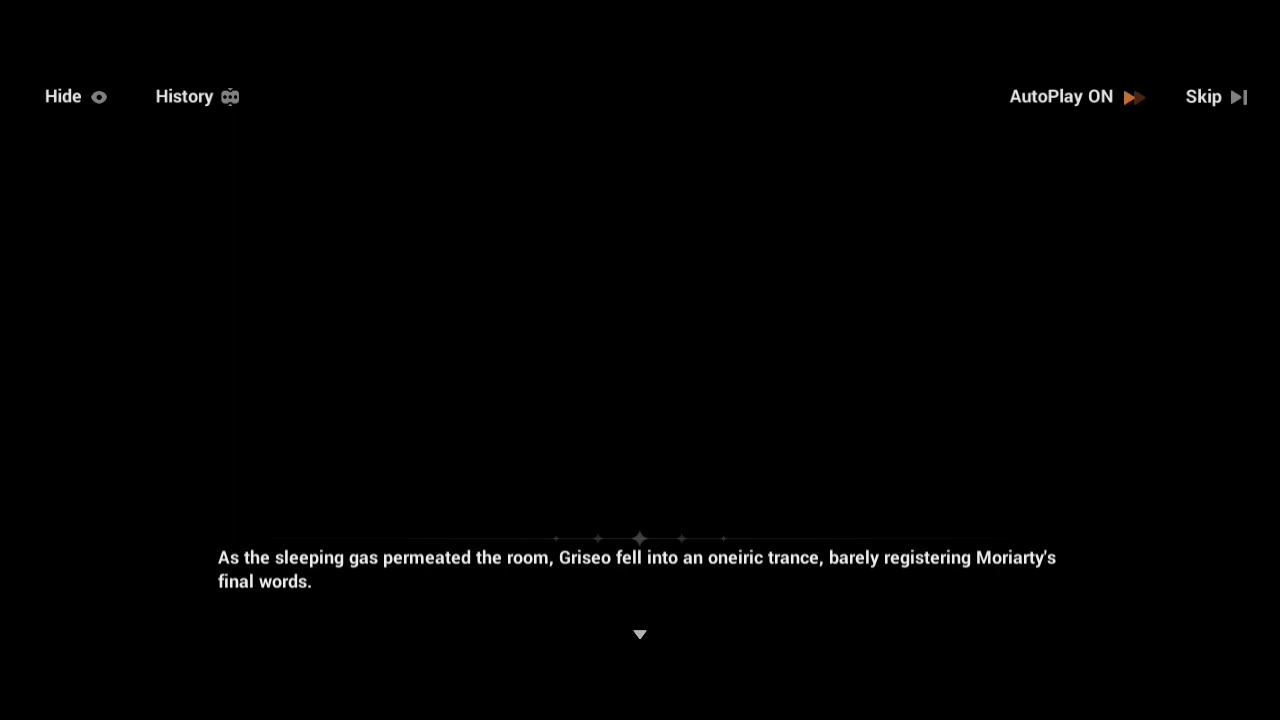 Hide
History
AutoPlay ON
Skip
As the sleeping gas permeated the room, Griseo fell into an oneiric trance, barely registering Moriarty's
final words.